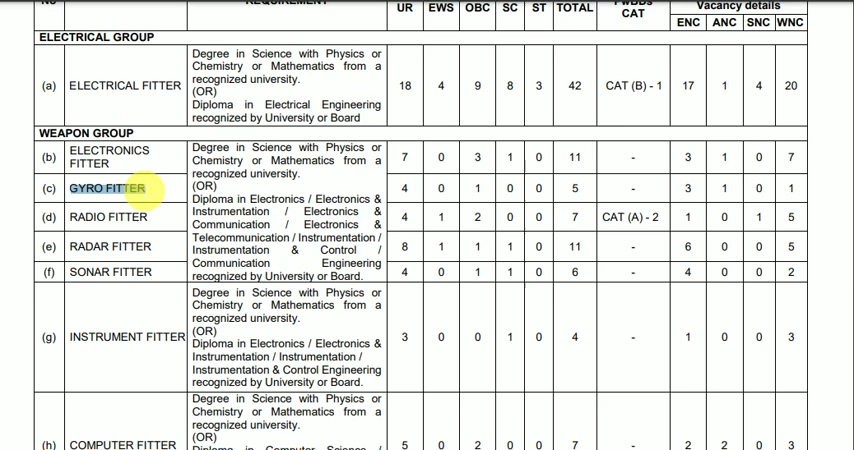 NO REQUIREMENT UR EWS OBC SC ST TOTAL PwBDs CAT Vacancy details
ENC ANC SNC WNC
ELECTRICAL GROUP
(a) ELECTRICAL FITTER
Degree in Science with Physics or
Chemistry or Mathematics from a
recognized university.
(OR)
Diploma in Electrical Engineering
recognized by University or Board
18 4 9 8 3 42 CAT (B) - 1 17 1 4 20
WEAPON GROUP
(b) ELECTRONICS
FITTER
7 0 3 1 0 11 - 3 1 0 7
(c) GYRO FITTER
4 0 1 0 0 5 - 3 1 0 1
(d) RADIO FITTER
4 1 2 0 0 7 CAT (A) - 2 1 0 1 5
(e) RADAR FITTER
8 1 1 1 0 11 - 6 0 0 5
(f) SONAR FITTER
4 0 1 1 0 6 - 4 0 0 2
Degree in Science with Physics or
Chemistry or Mathematics from a
recognized university.
(OR)
Diploma in Electronics / Electronics &
Instrumentation / Electronics &
Communication / Electronics &
Telecommunication / Instrumentation /
Instrumentation & Control /
Communication Engineering
recognized by University or Board.
(g) INSTRUMENT FITTER
Degree in Science with Physics or
Chemistry or Mathematics from a
recognized university.
(OR)
Diploma in Electronics / Electronics &
Instrumentation / Instrumentation /
Instrumentation & Control Engineering
recognized by University or Board.
3 0 0 1 0 4 - 1 0 0 3
(h) COMPUTER FITTER
Degree in Science with Physics or
Chemistry or Mathematics from a
recognized university.
(OR)
Diploma in Computer Science /
5 0 2 0 0 7 - 2 2 0 3